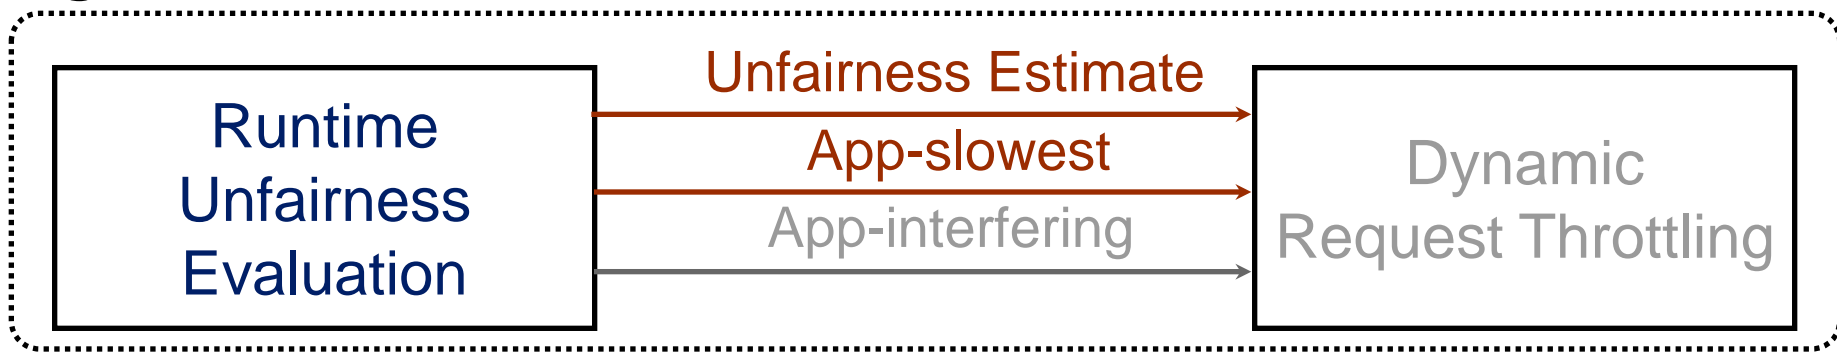 Runtime
Unfairness
Evaluation
Unfairness Estimate
App-slowest
App-interfering
Dynamic
Request Throttling